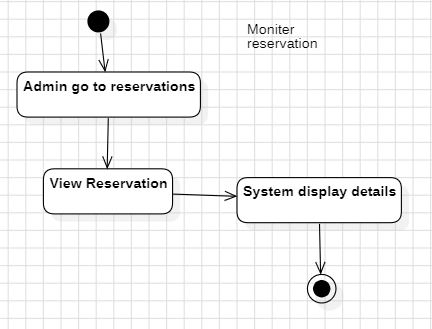 Moniter
reservation
Admin go to reservations
View Reservation
System display details